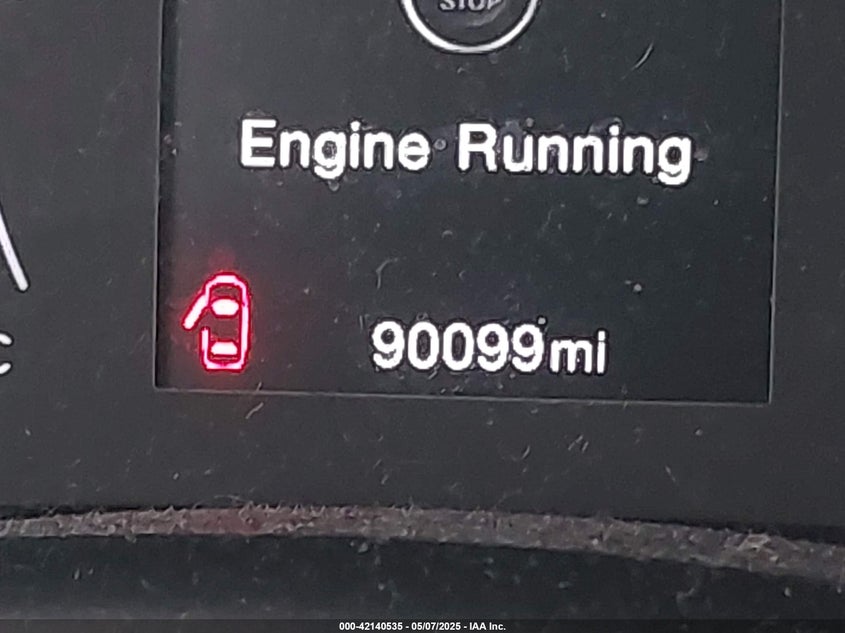 STOP
Engine Running
90099mi
C
000-42140535 - 05/07/2025 - IAA Inc.